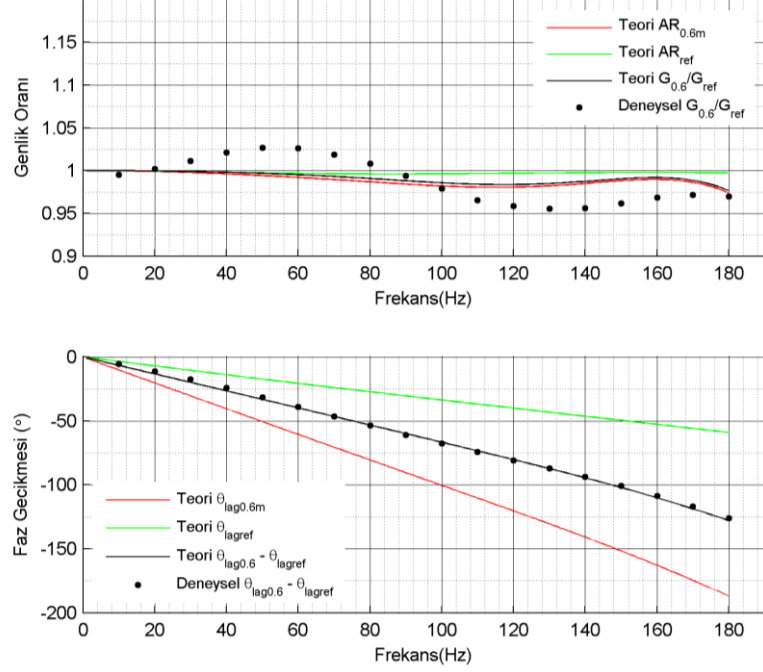 1.15
1.1
1.05
1
0.95
0.9
Genlik Oranı
Teori AR0.6m
Teori ARref
Teori G0.6/Gref
Deneysel G0.6/Gref
0 20 40 60 80 100 120 140 160 180
Frekans(Hz)
0
-50
-100
-150
-200
Faz Gecikmesi (°)
Teori θlag0.6m
Teori θlagref
Teori θlag0.6 - θlagref
Deneysel θlag0.6 - θlagref
0 20 40 60 80 100 120 140 160 180
Frekans(Hz)